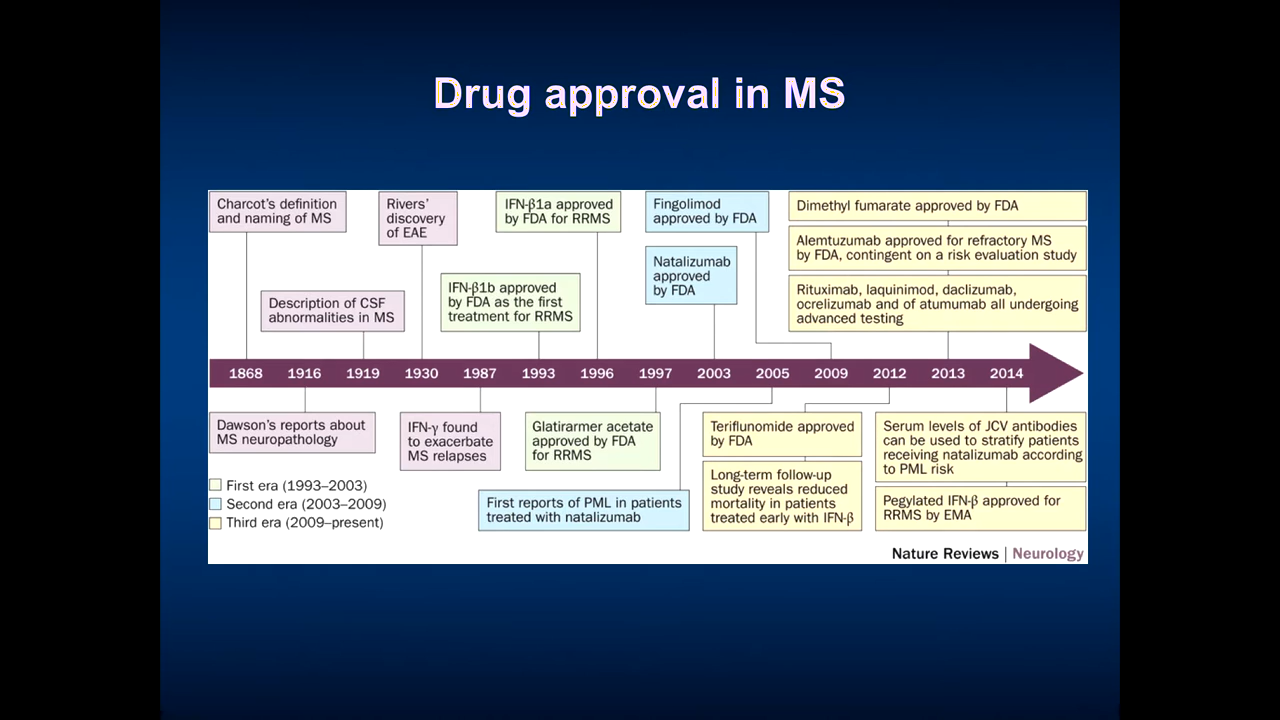 Drug approval in MS
Charcot's definition
and naming of MS
Rivers'
discovery
of EAE
IFN-β1a approved
by FDA for RRMS
Fingolimod
approved by FDA
Dimethyl fumarate approved by FDA
Alemtuzumab approved for refractory MS
by FDA, contingent on a risk evaluation study
Natalizumab
approved
by FDA
IFN-β1b approved
by FDA as the first
treatment for RRMS
Rituximab, laquinimod, daclizumab,
ocrelizumab and of atumumab all undergoing
advanced testing
Description of CSF
abnormalities in MS
1868 1916 1919 1930 1987 1993 1996 1997 2003 2005 2009 2012 2013 2014
Dawson's reports about
MS neuropathology
IFN-γ found
to exacerbate
MS relapses
Glatirarmer acetate
approved by FDA
for RRMS
Teriflunomide approved
by FDA
Serum levels of JCV antibodies
can be used to stratify patients
receiving natalizumab according
to PML risk
Long-term follow-up
study reveals reduced
mortality in patients
treated early with IFN-β
First era (1993–2003)
Second era (2003–2009)
Third era (2009–present)
First reports of PML in patients
treated with natalizumab
Pegylated IFN-β approved for
RRMS by EMA
Nature Reviews | Neurology